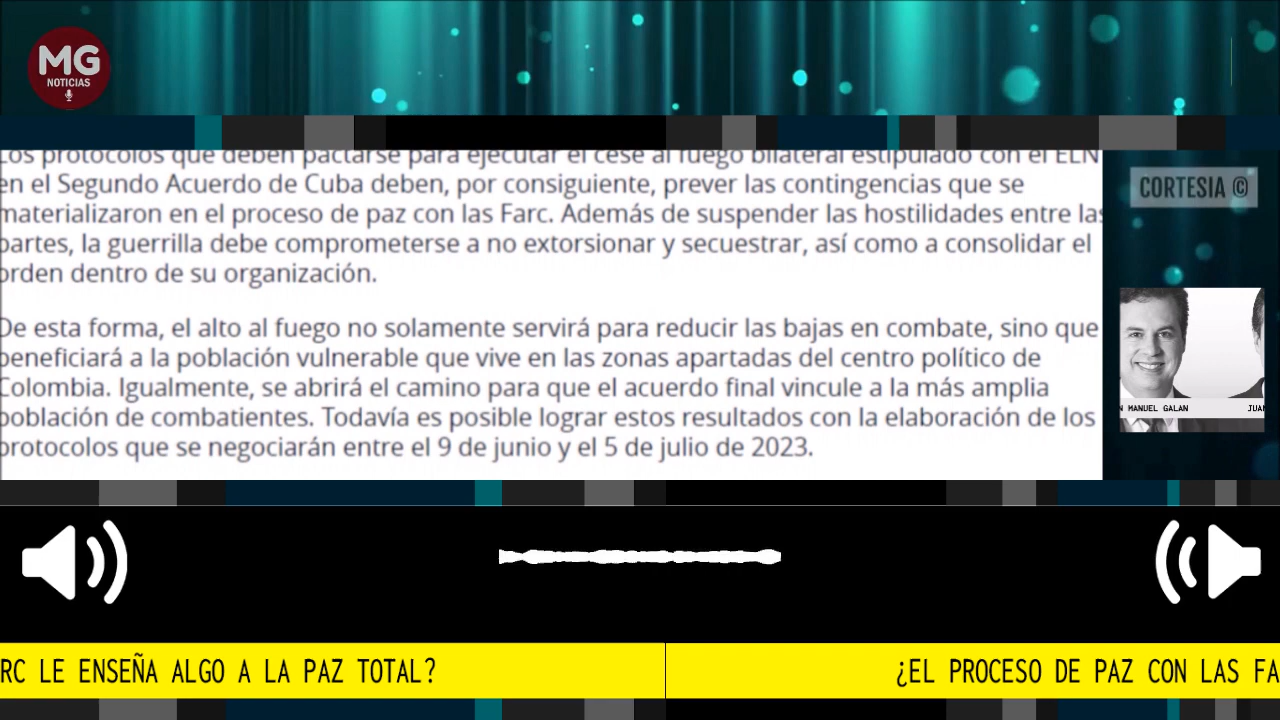 MG
NOTICIAS
Los protocolos que deben pactarse para ejecutar el cese al fuego bilateral estipulado con el ELN
en el Segundo Acuerdo de Cuba deben, por consiguiente, prever las contingencias que se
materializaron en el proceso de paz con las Farc. Además de suspender las hostilidades entre las
partes, la guerrilla debe comprometerse a no extorsionar y secuestrar, así como a consolidar el
orden dentro de su organización.
De esta forma, el alto al fuego no solamente servirá para reducir las bajas en combate, sino que
beneficiará a la población vulnerable que vive en las zonas apartadas del centro político de
Colombia. Igualmente, se abrirá el camino para que el acuerdo final vincule a la más amplia
población de combatientes. Todavía es posible lograr estos resultados con la elaboración de los
protocolos que se negociarán entre el 9 de junio y el 5 de julio de 2023.
CORTESIA ©
N MANUEL GALAN JUAN
RC LE ENSEÑA ALGO A LA PAZ TOTAL? ¿EL PROCESO DE PAZ CON LAS FA